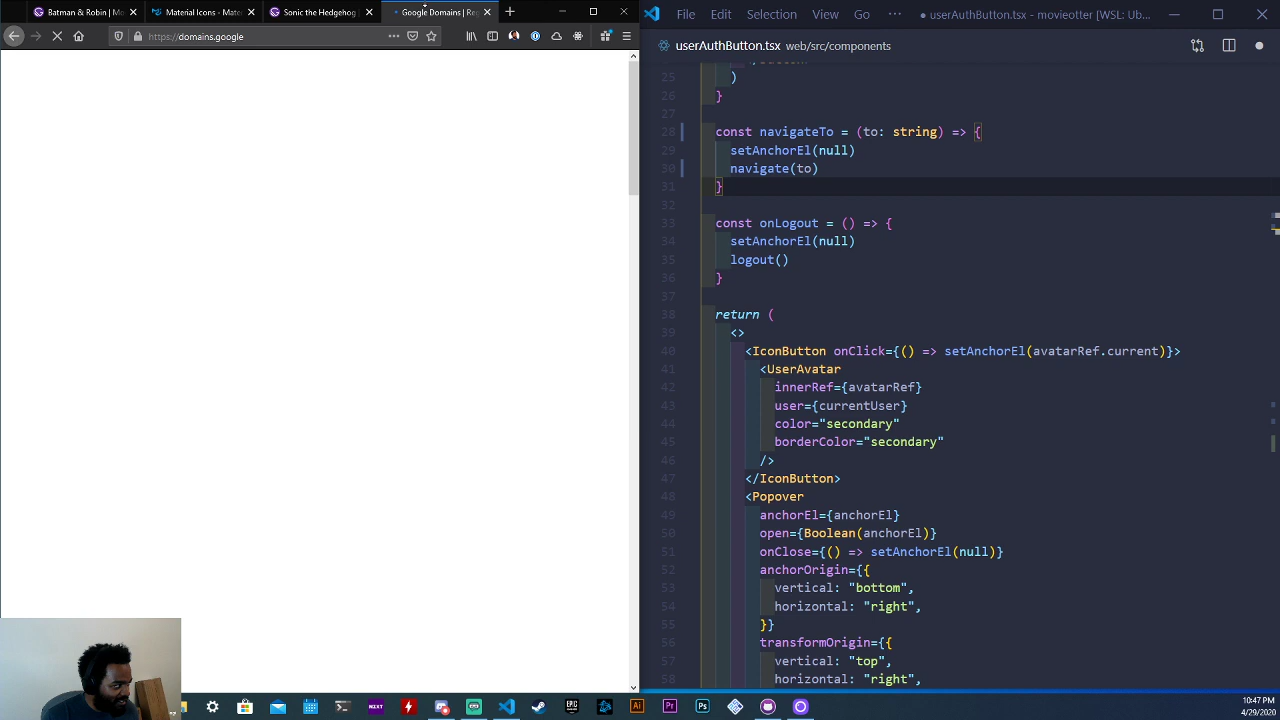 Batman & Robin | Mo
Material Icons - Mate
Sonic the Hedgehog
Google Domains | Reg
https://domains.google
File Edit Selection View Go ••• ● userAuthButton.tsx - movieotter [WSL: Ub...
userAuthButton.tsx web/src/components
25 )
26 }
27
28 const navigateTo = (to: string) => {
29 setAnchorEl(null)
30 navigate(to)
31 }
32
33 const onLogout = () => {
34 setAnchorEl(null)
35 logout()
36 }
37
38 return (
39 <>
40 <IconButton onClick={() => setAnchorEl(avatarRef.current)}>
41 <UserAvatar
42 innerRef={avatarRef}
43 user={currentUser}
44 color="secondary"
45 borderColor="secondary"
46 />
47 </IconButton>
48 <Popover
49 anchorEl={anchorEl}
50 open={Boolean(anchorEl)}
51 onClose={() => setAnchorEl(null)}
52 anchorOrigin={{
53 vertical: "bottom",
54 horizontal: "right",
55 }}
56 transformOrigin={{
57 vertical: "top",
58 horizontal: "right",
NEXT
EPIC
Ai
Pr
Ps
10:47 PM
4/29/2020